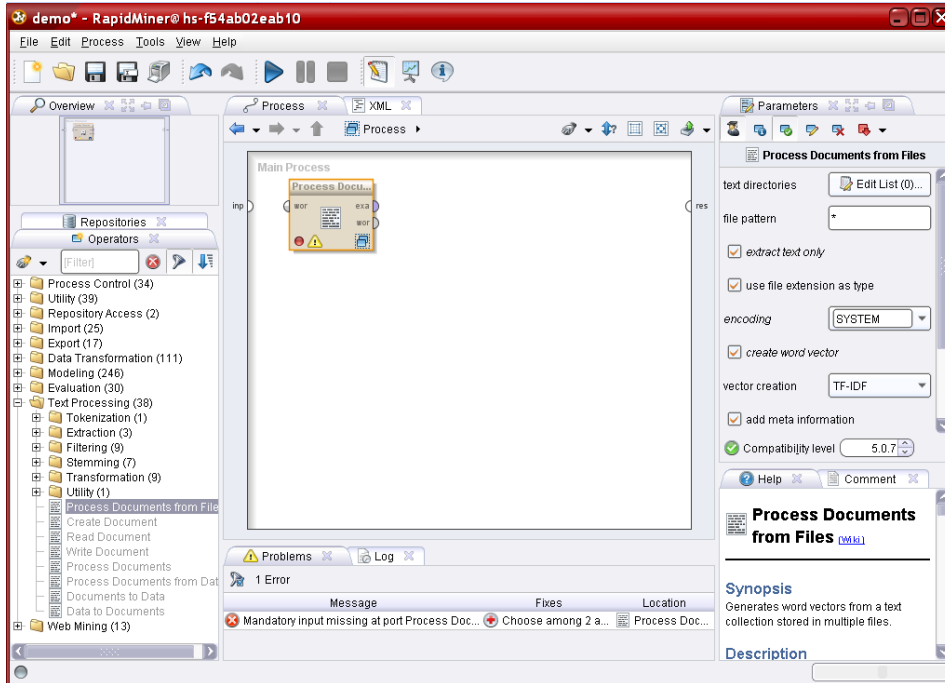 demo* - RapidMiner@hs-f54ab02eab10
File Edit Process Tools View Help
Overview
Repositories
Operators
[Filter]
Process Control (34)
Utility (39)
Repository Access (2)
Import (25)
Export (17)
Data Transformation (111)
Modeling (246)
Evaluation (30)
Text Processing (38)
Tokenization (1)
Extraction (3)
Filtering (9)
Stemming (7)
Transformation (9)
Utility (1)
Process Documents from File
Create Document
Read Document
Write Document
Process Documents
Process Documents from Dat
Documents to Data
Data to Documents
Web Mining (13)
Process XML
Process
Main Process
Process Docu...
inp
wor exa
wor
res
Problems Log
1 Error
Message Fixes Location
Mandatory input missing at port Process Doc... Choose among 2 a... Process Doc...
Parameters
Process Documents from Files
text directories Edit List (0)...
file pattern *
extract text only
use file extension as type
encoding SYSTEM
create word vector
vector creation TF-IDF
add meta information
Compatibility level 5.0.7
Help Comment
Process Documents
from Files [Wiki]
Synopsis
Generates word vectors from a text
collection stored in multiple files.
Description